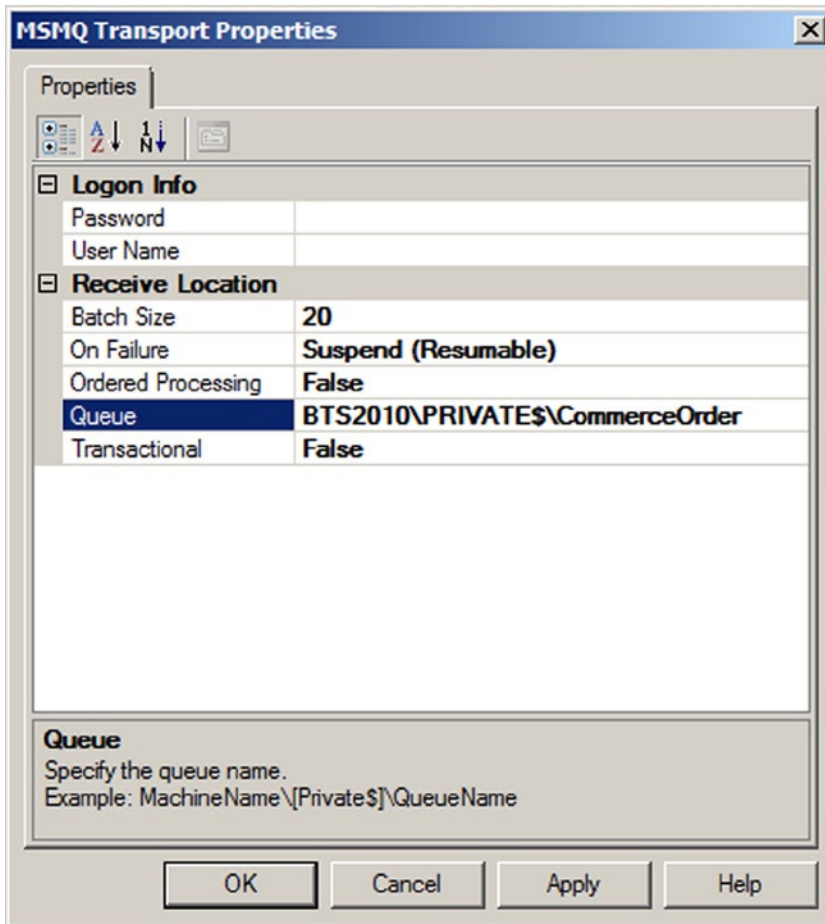 MSMQ Transport Properties
Properties
Logon Info
Password
User Name
Receive Location
Batch Size 20
On Failure Suspend (Resumable)
Ordered Processing False
Queue BTS2010\PRIVATE$\CommerceOrder
Transactional False
Queue
Specify the queue name.
Example: MachineName\[Private$]\QueueName
OK Cancel Apply Help